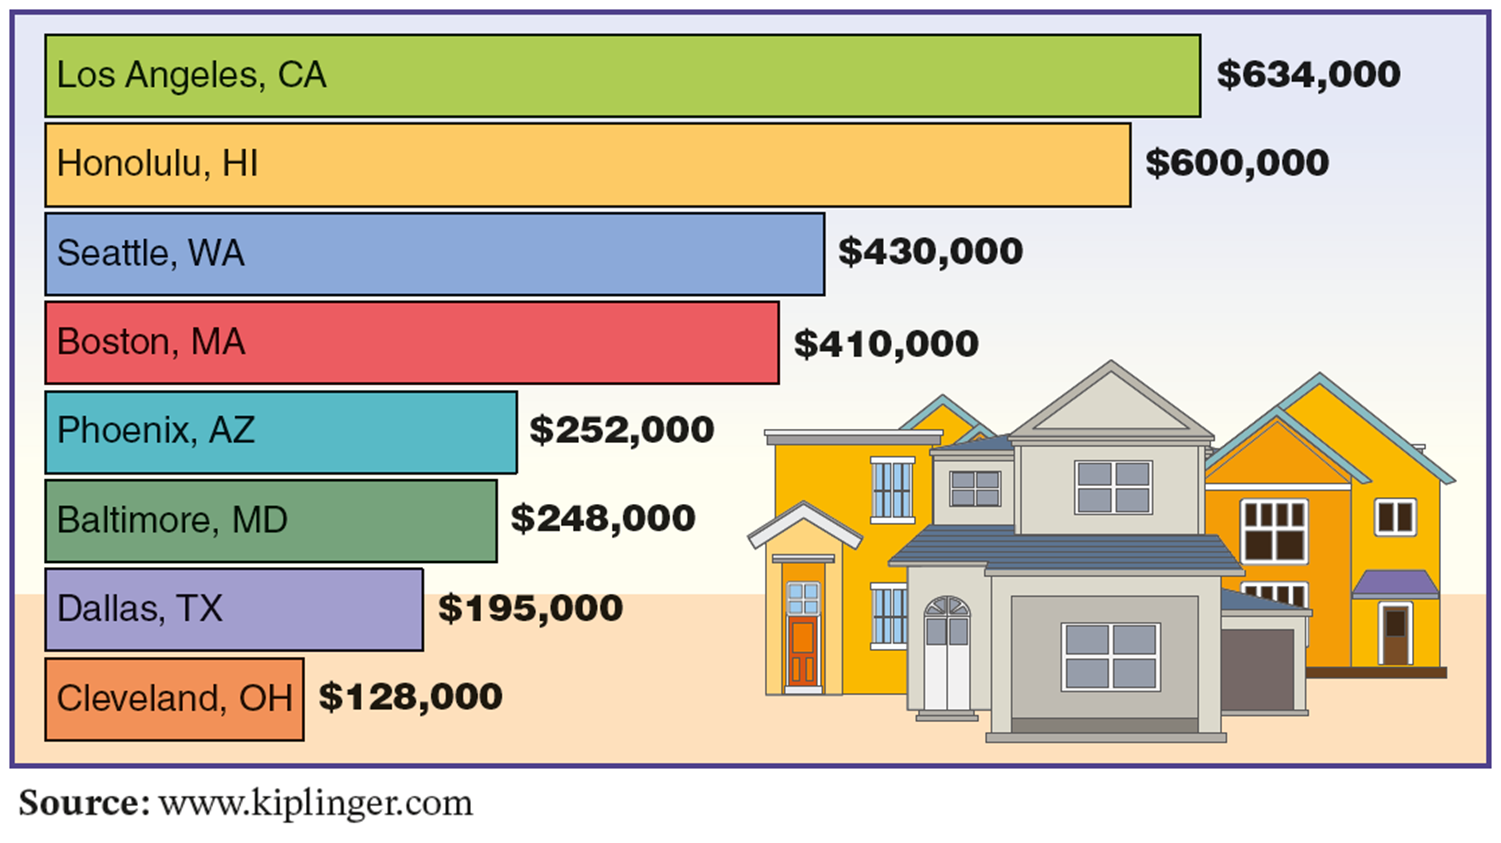 Los Angeles, CA $634,000
Honolulu, HI $600,000
Seattle, WA $430,000
Boston, MA $410,000
Phoenix, AZ $252,000
Baltimore, MD $248,000
Dallas, TX $195,000
Cleveland, OH $128,000
Source: www.kiplinger.com